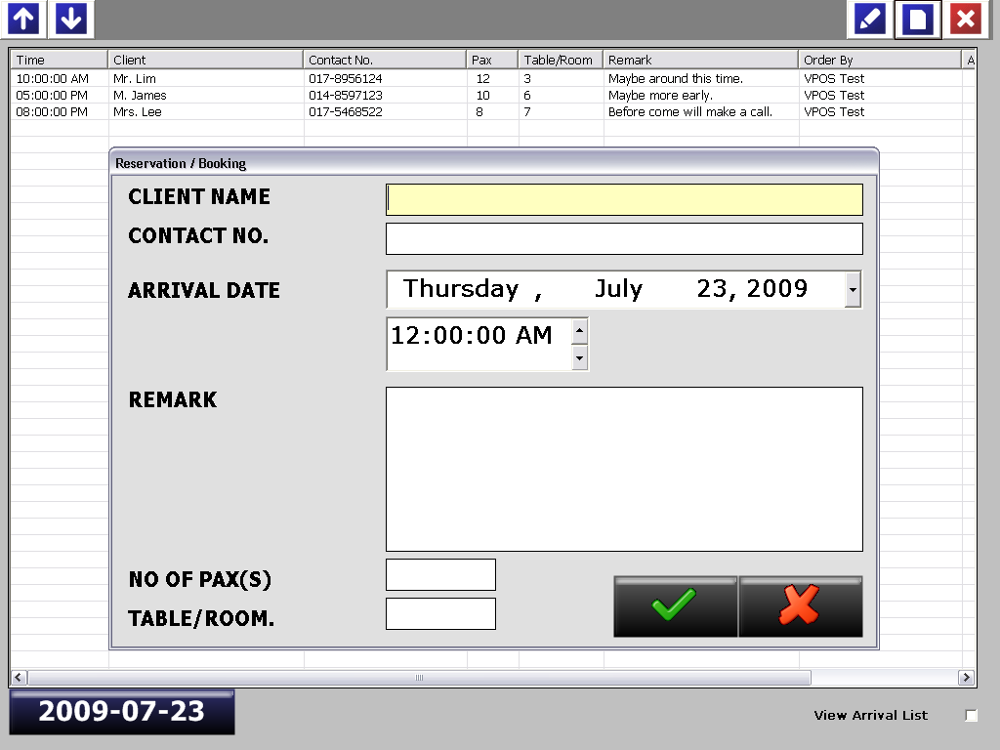 Time Client Contact No. Pax Table/Room Remark Order By A
10:00:00 AM Mr. Lim 017-8956124 12 3 Maybe around this time. VPOS Test
05:00:00 PM M. James 014-8597123 10 6 Maybe more early. VPOS Test
08:00:00 PM Mrs. Lee 017-5468522 8 7 Before come will make a call. VPOS Test
Reservation / Booking
CLIENT NAME
CONTACT NO.
ARRIVAL DATE Thursday , July 23, 2009
12:00:00 AM
REMARK
NO OF PAX(S)
TABLE/ROOM.
2009-07-23
View Arrival List